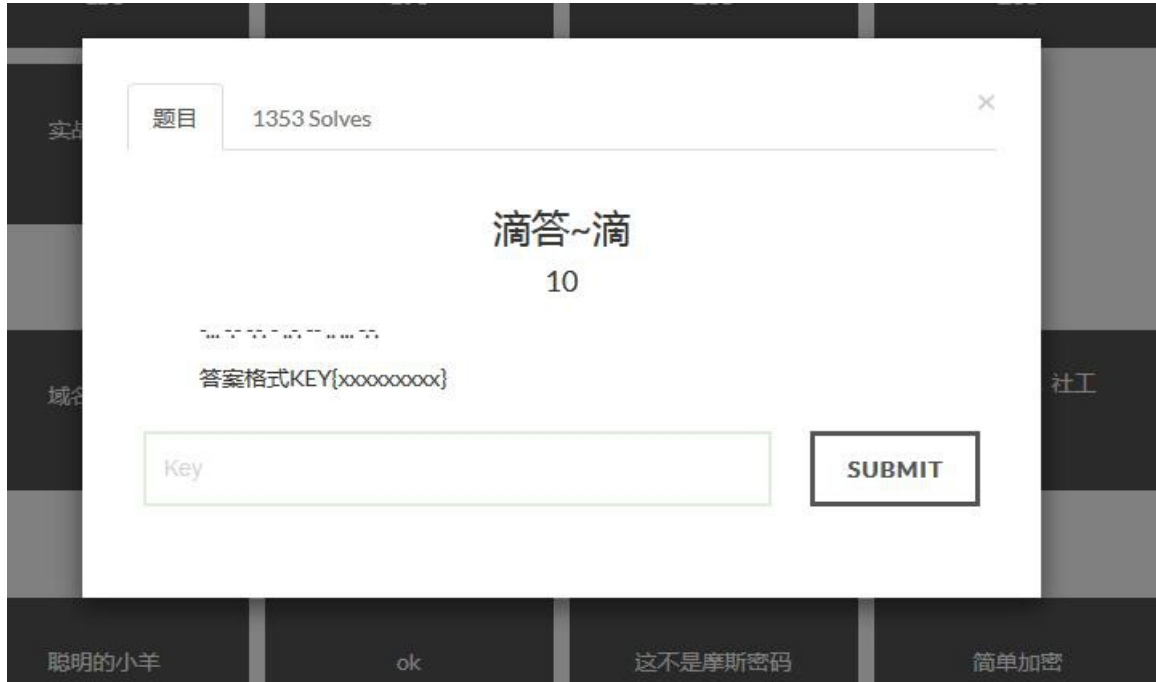 实战
题目
1353 Solves
×
滴答~滴
10
-... -.- -.-. - ..-. -- .. ... -.-.
答案格式KEY{xxxxxxxxx}
域名
社工
Key
SUBMIT
聪明的小羊
ok
这不是摩斯密码
简单加密